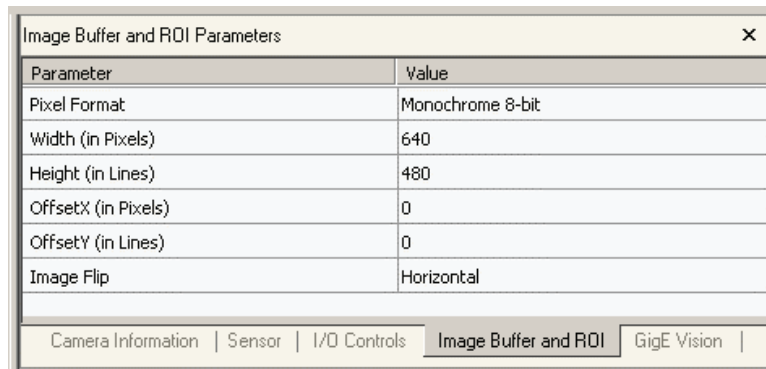 Image Buffer and ROI Parameters
Parameter Value
Pixel Format Monochrome 8-bit
Width (in Pixels) 640
Height (in Lines) 480
OffsetX (in Pixels) 0
OffsetY (in Lines) 0
Image Flip Horizontal
Camera Information | Sensor | I/O Controls Image Buffer and ROI GigE Vision |